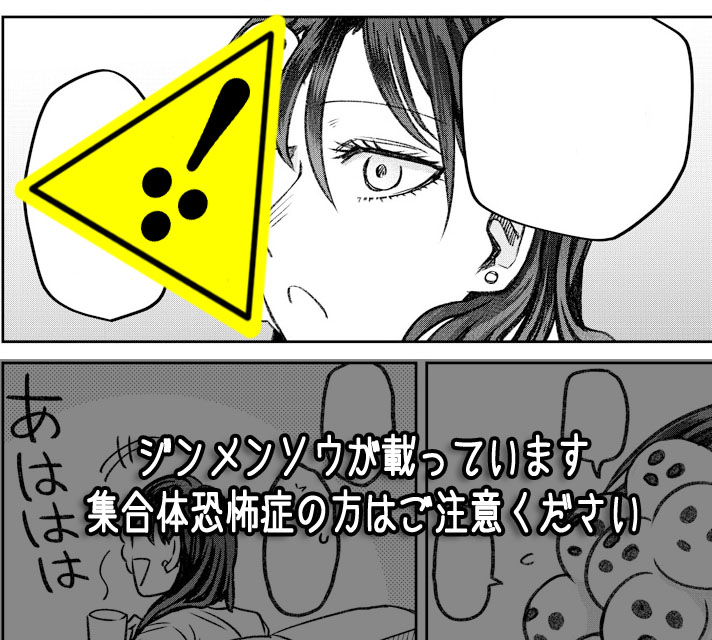 あははは
ジンメンソウが載っています
集合体恐怖症の方はご注意ください